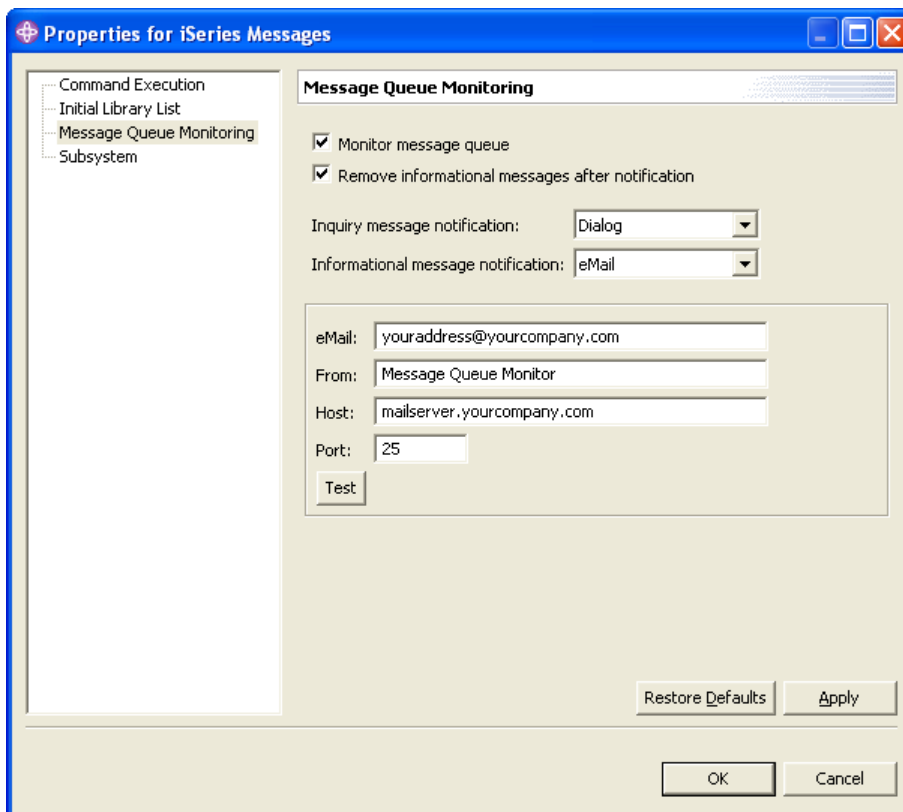 Properties for iSeries Messages
Command Execution
Initial Library List
Message Queue Monitoring
Subsystem
Message Queue Monitoring
Monitor message queue
Remove informational messages after notification
Inquiry message notification: Dialog
Informational message notification: eMail
eMail: youraddress@yourcompany.com
From: Message Queue Monitor
Host: mailserver.yourcompany.com
Port: 25
Test
Restore Defaults Apply
OK Cancel